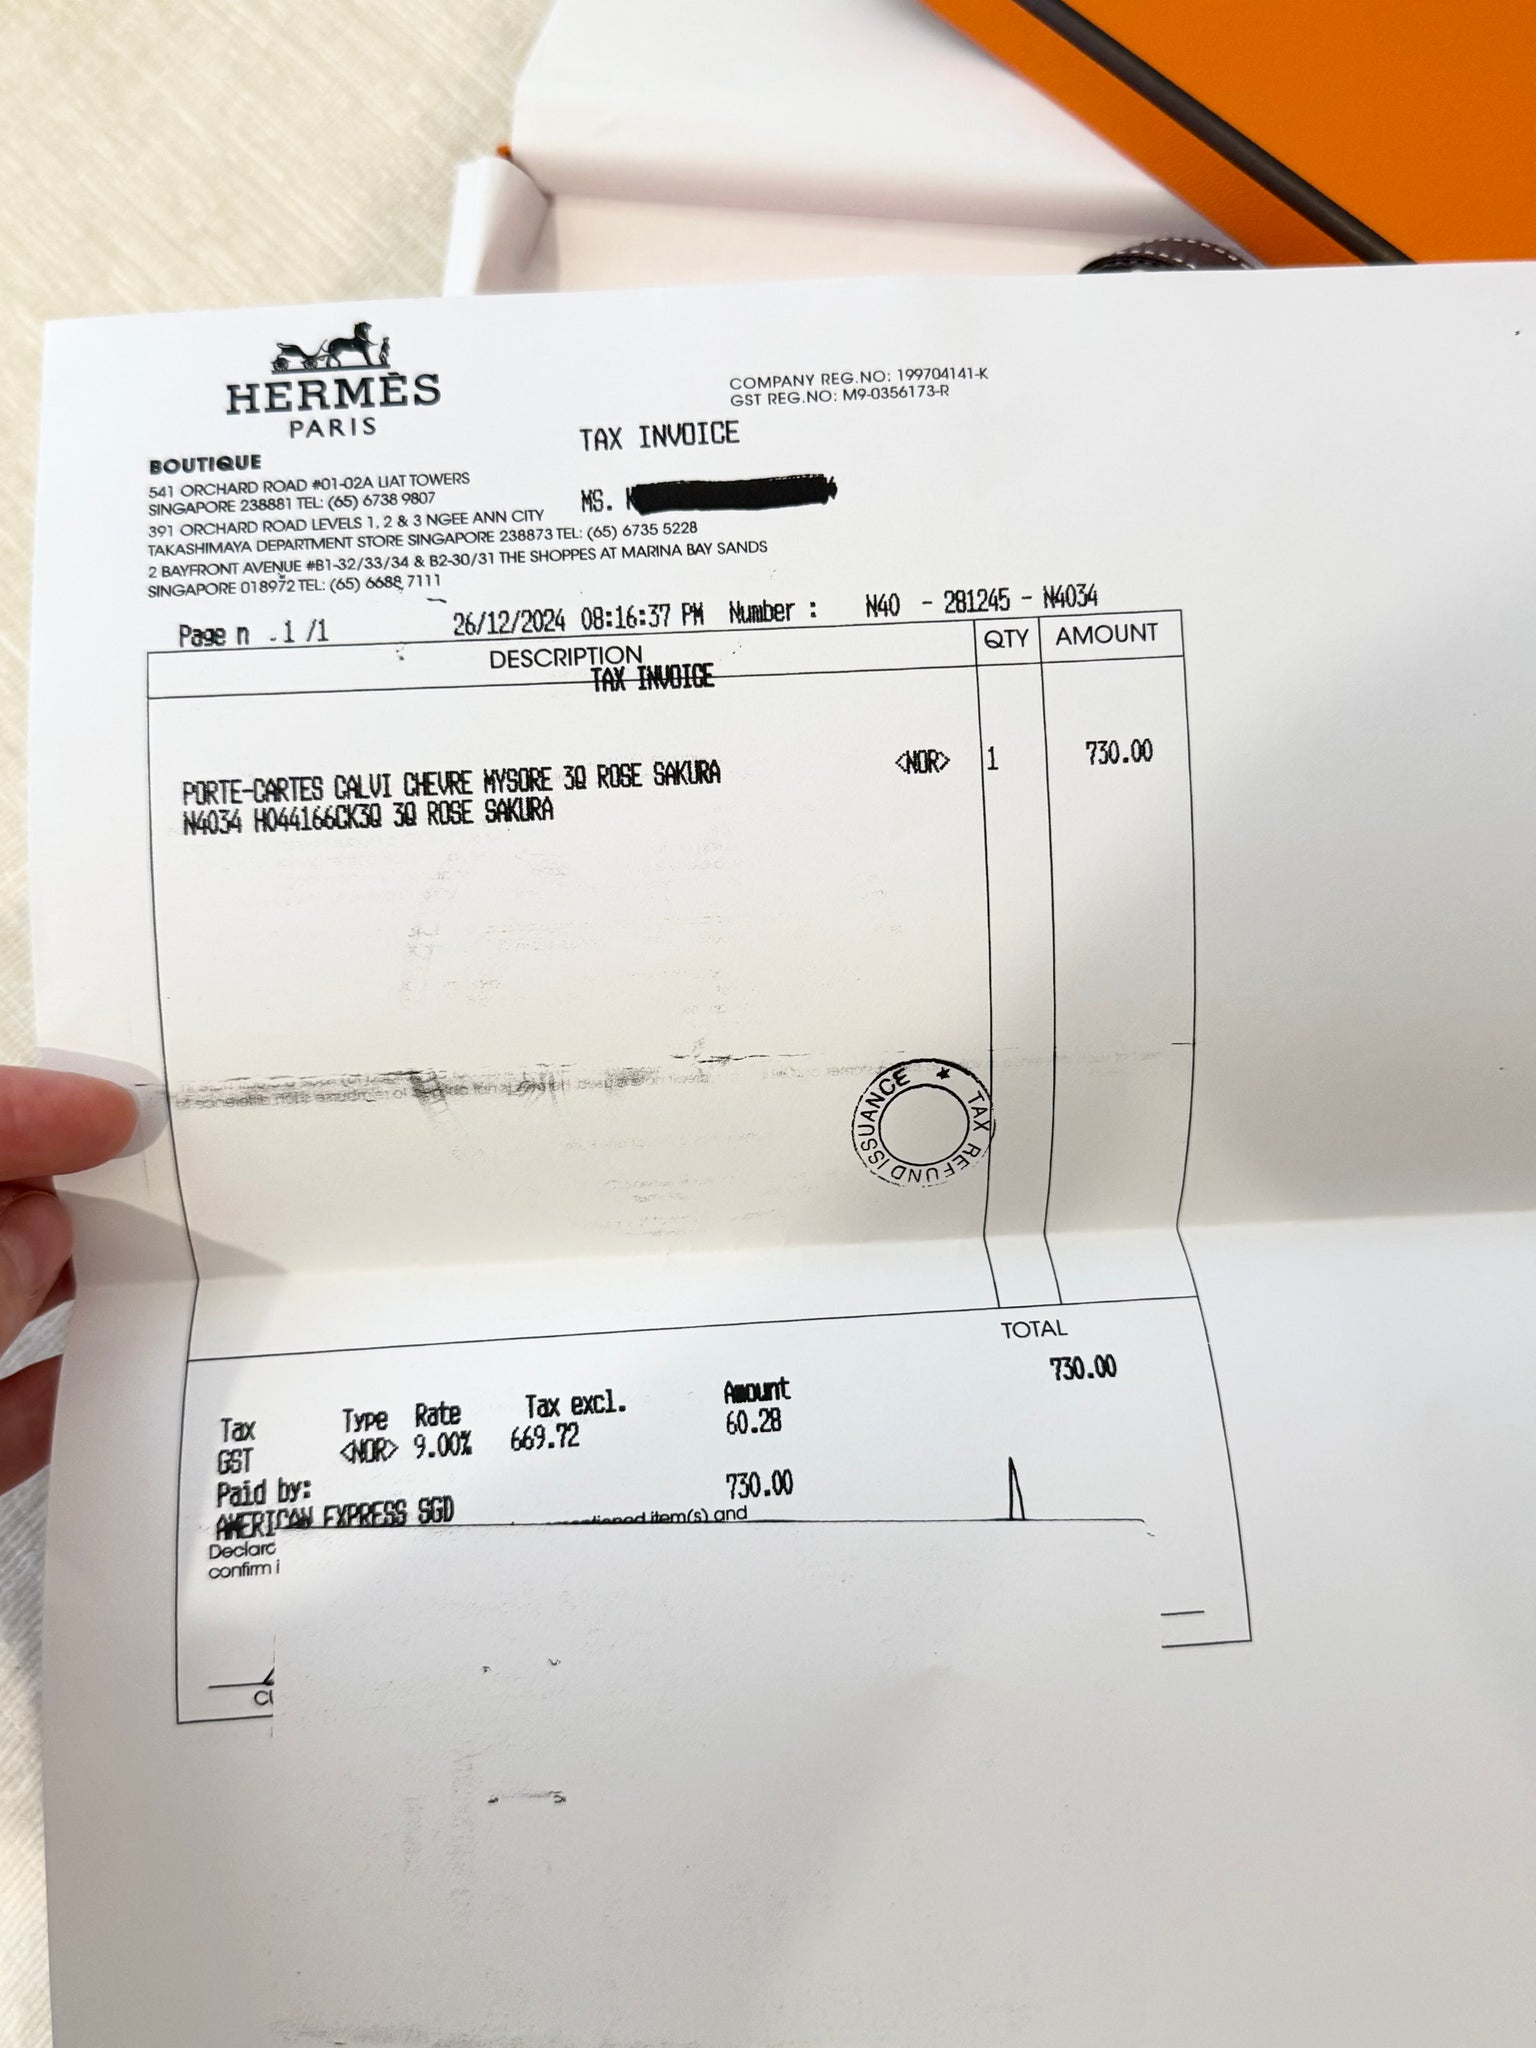 HERMÈS
PARIS
COMPANY REG.NO: 199704141-K
GST REG.NO: M9-0356173-R
TAX INVOICE
MS. K
BOUTIQUE
541 ORCHARD ROAD #01-02A LIAT TOWERS
SINGAPORE 238881 TEL: (65) 6738 9807
391 ORCHARD ROAD LEVELS 1, 2 & 3 NGEE ANN CITY
TAKASHIMAYA DEPARTMENT STORE SINGAPORE 238873 TEL: (65) 6735 5228
2 BAYFRONT AVENUE #B1-32/33/34 & B2-30/31 THE SHOPPES AT MARINA BAY SANDS
SINGAPORE 018972 TEL: (65) 6688 7111
Page n .1 /1 26/12/2024 08:16:37 PM Number : N40 - 281245 - N4034
DESCRIPTION QTY AMOUNT
TAX INVOICE
PORTE-CARTES CALVI CHEVRE MYSORE 3Q ROSE SAKURA <NOR> 1 730.00
N4034 H044166CK3Q 3Q ROSE SAKURA
TAX REFUND ISSUANCE
TOTAL
730.00
Tax Type Rate Tax excl. Amount
GST <NOR> 9.00% 669.72 60.28
Paid by:
AMERICAN EXPRESS SGD 730.00
item(s) and
Declar
confirm i